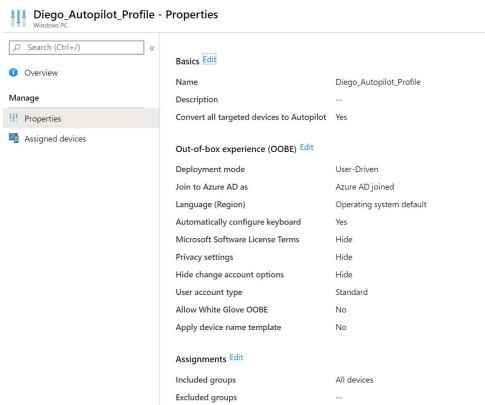 Diego_Autopilot_Profile - Properties
Windows PC
Search (Ctrl+/)
«
Overview
Manage
Properties
Assigned devices
Basics Edit
Name Diego_Autopilot_Profile
Description --
Convert all targeted devices to Autopilot Yes
Out-of-box experience (OOBE) Edit
Deployment mode User-Driven
Join to Azure AD as Azure AD joined
Language (Region) Operating system default
Automatically configure keyboard Yes
Microsoft Software License Terms Hide
Privacy settings Hide
Hide change account options Hide
User account type Standard
Allow White Glove OOBE No
Apply device name template No
Assignments Edit
Included groups All devices
Excluded groups --